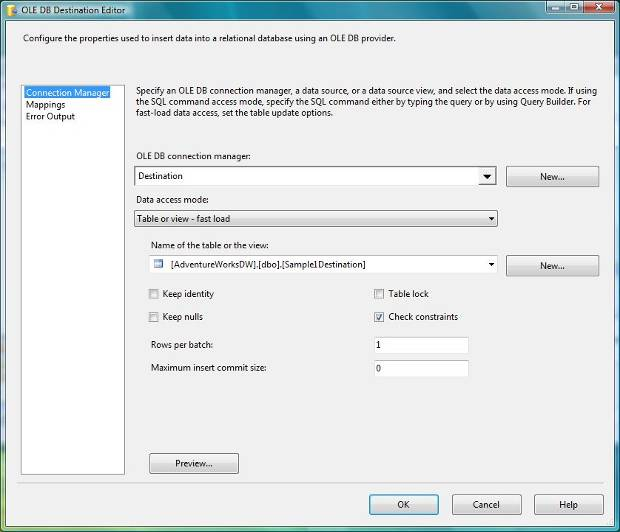 OLE DB Destination Editor
Configure the properties used to insert data into a relational database using an OLE DB provider.
Connection Manager
Mappings
Error Output
Specify an OLE DB connection manager, a data source, or a data source view, and select the data access mode. If using
the SQL command access mode, specify the SQL command either by typing the query or by using Query Builder. For
fast-load data access, set the table update options.
OLE DB connection manager:
Destination
New...
Data access mode:
Table or view - fast load
Name of the table or the view:
[AdventureWorksDW].[dbo].[Sample1Destination]
New...
Keep identity
Table lock
Keep nulls
Check constraints
Rows per batch:
1
Maximum insert commit size:
0
Preview...
OK
Cancel
Help